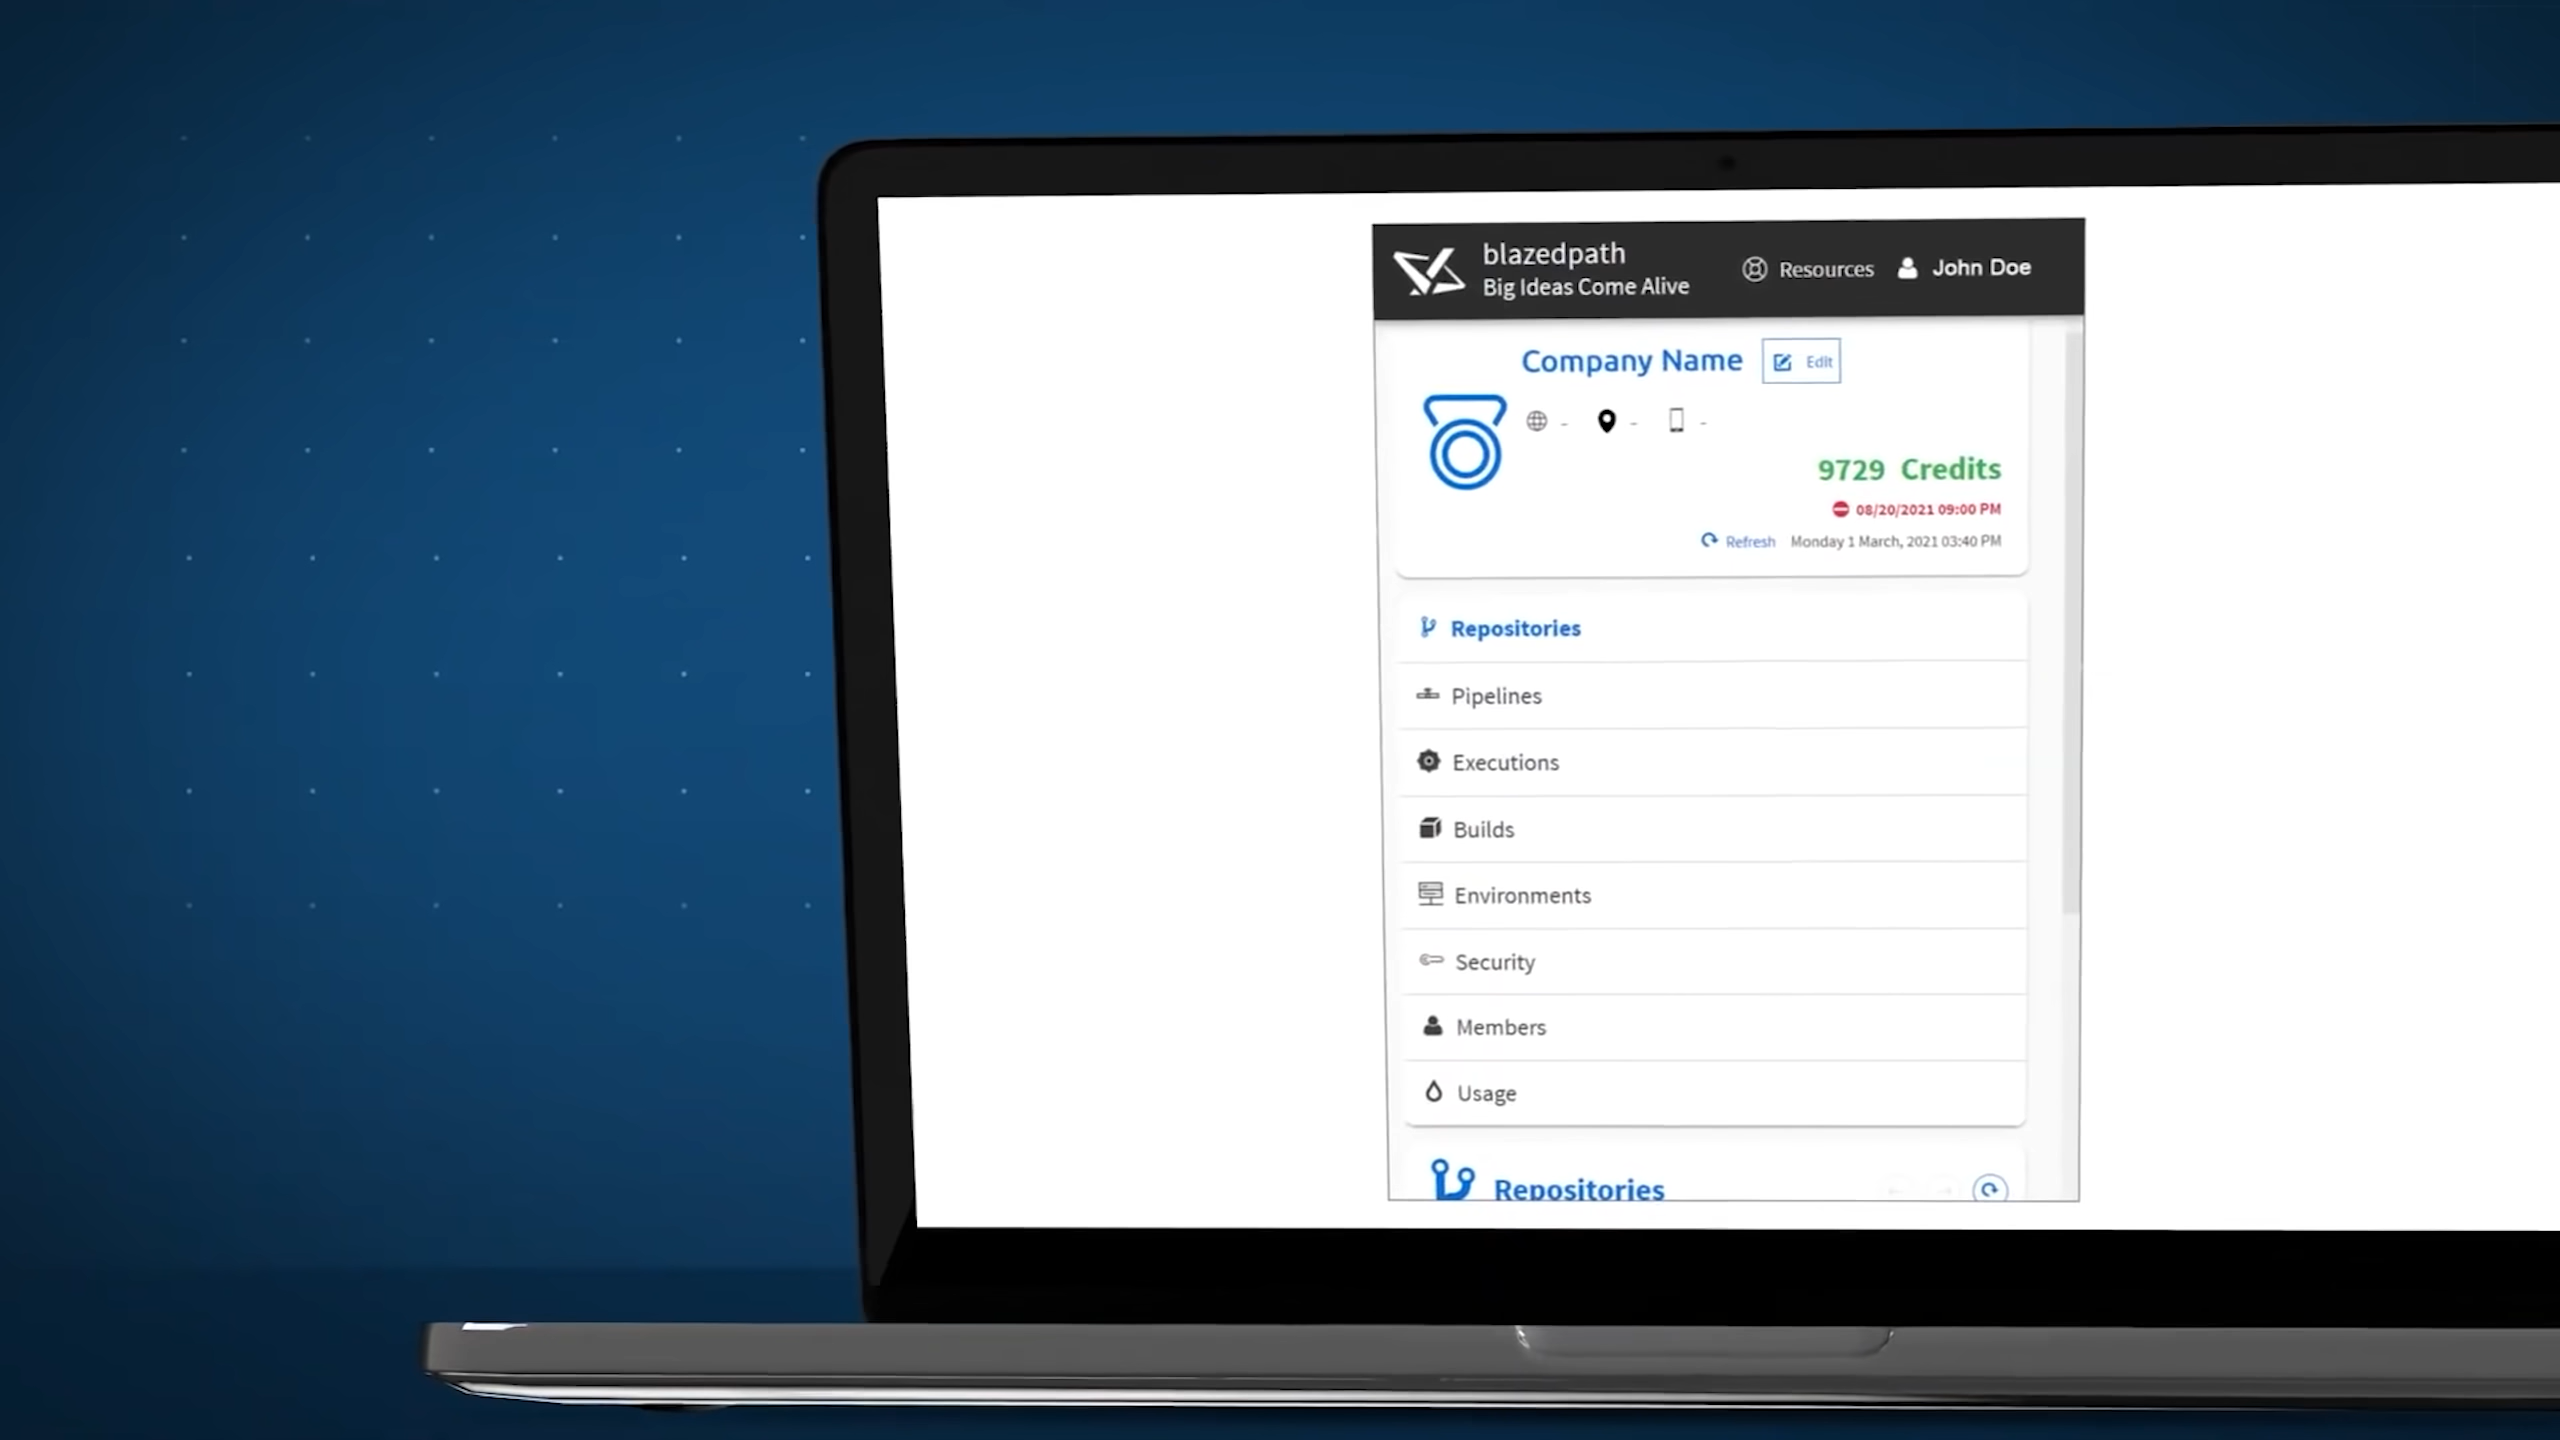 blazedpath
Big Ideas Come Alive
Resources
John Doe
Company Name
Edit
- - -
9729 Credits
08/20/2021 09:00 PM
Refresh Monday 1 March, 2021 03:40 PM
Repositories
Pipelines
Executions
Builds
Environments
Security
Members
Usage
Repositories